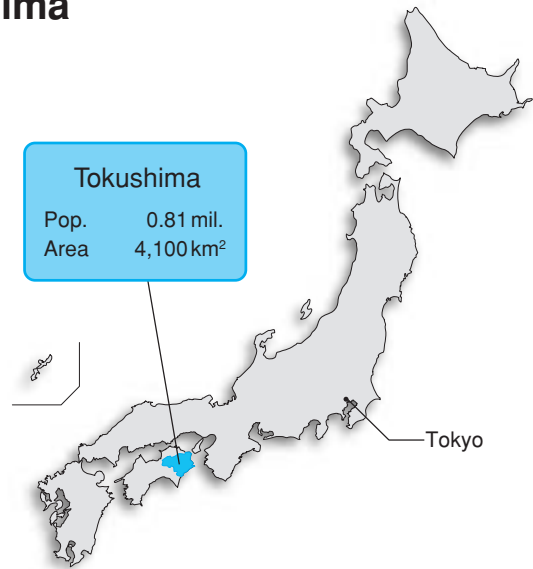 ima
Tokushima
Pop. 0.81 mil.
Area 4,100 km²
Tokyo